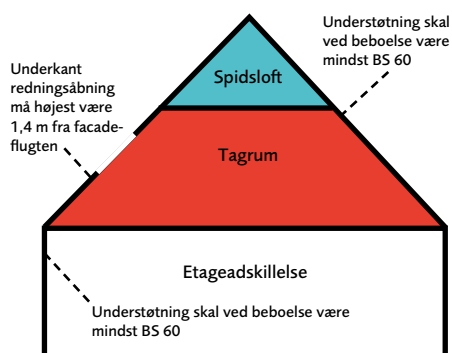 Understøtning skal
ved beboelse være
mindst BS 60
Underkant
redningsåbning
må højest være
1,4 m fra facade-
flugten
Spidsloft
Tagrum
Etageadskillelse
Understøtning skal ved beboelse være
mindst BS 60